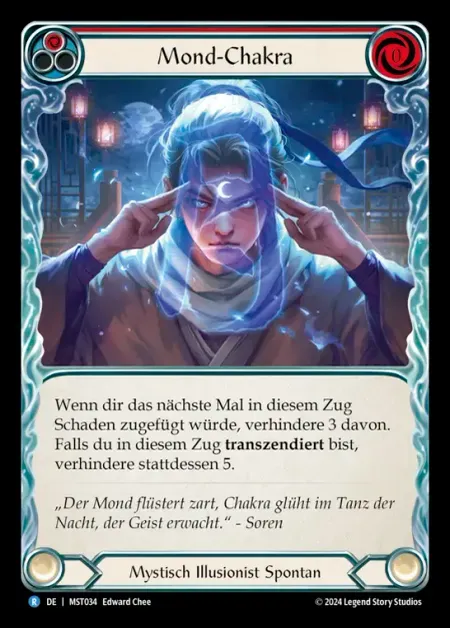 Mond-Chakra
0
Wenn dir das nächste Mal in diesem Zug
Schaden zugefügt würde, verhindere 3 davon.
Falls du in diesem Zug transzendiert bist,
verhindere stattdessen 5.
„Der Mond flüstert zart, Chakra glüht im Tanz der
Nacht, der Geist erwacht.“ - Soren
Mystisch Illusionist Spontan
R DE | MST034 Edward Chee
© 2024 Legend Story Studios